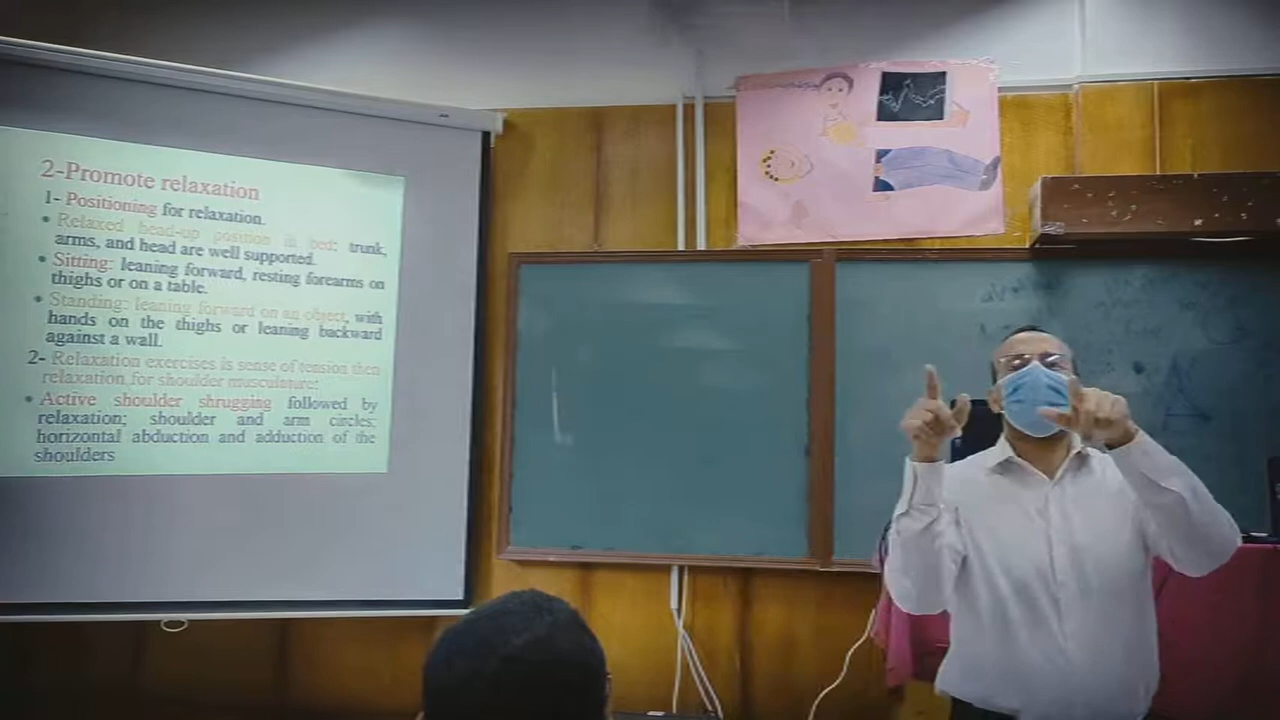 2-Promote relaxation
1- Positioning for relaxation.
• Relaxed head-up position in bed: trunk,
arms, and head are well supported.
• Sitting: leaning forward, resting forearms on
thighs or on a table.
• Standing: leaning forward on an object, with
hands on the thighs or leaning backward
against a wall.
2- Relaxation exercises is sense of tension then
relaxation for shoulder musculature:
• Active shoulder shrugging followed by
relaxation; shoulder and arm circles;
horizontal abduction and adduction of the
shoulders